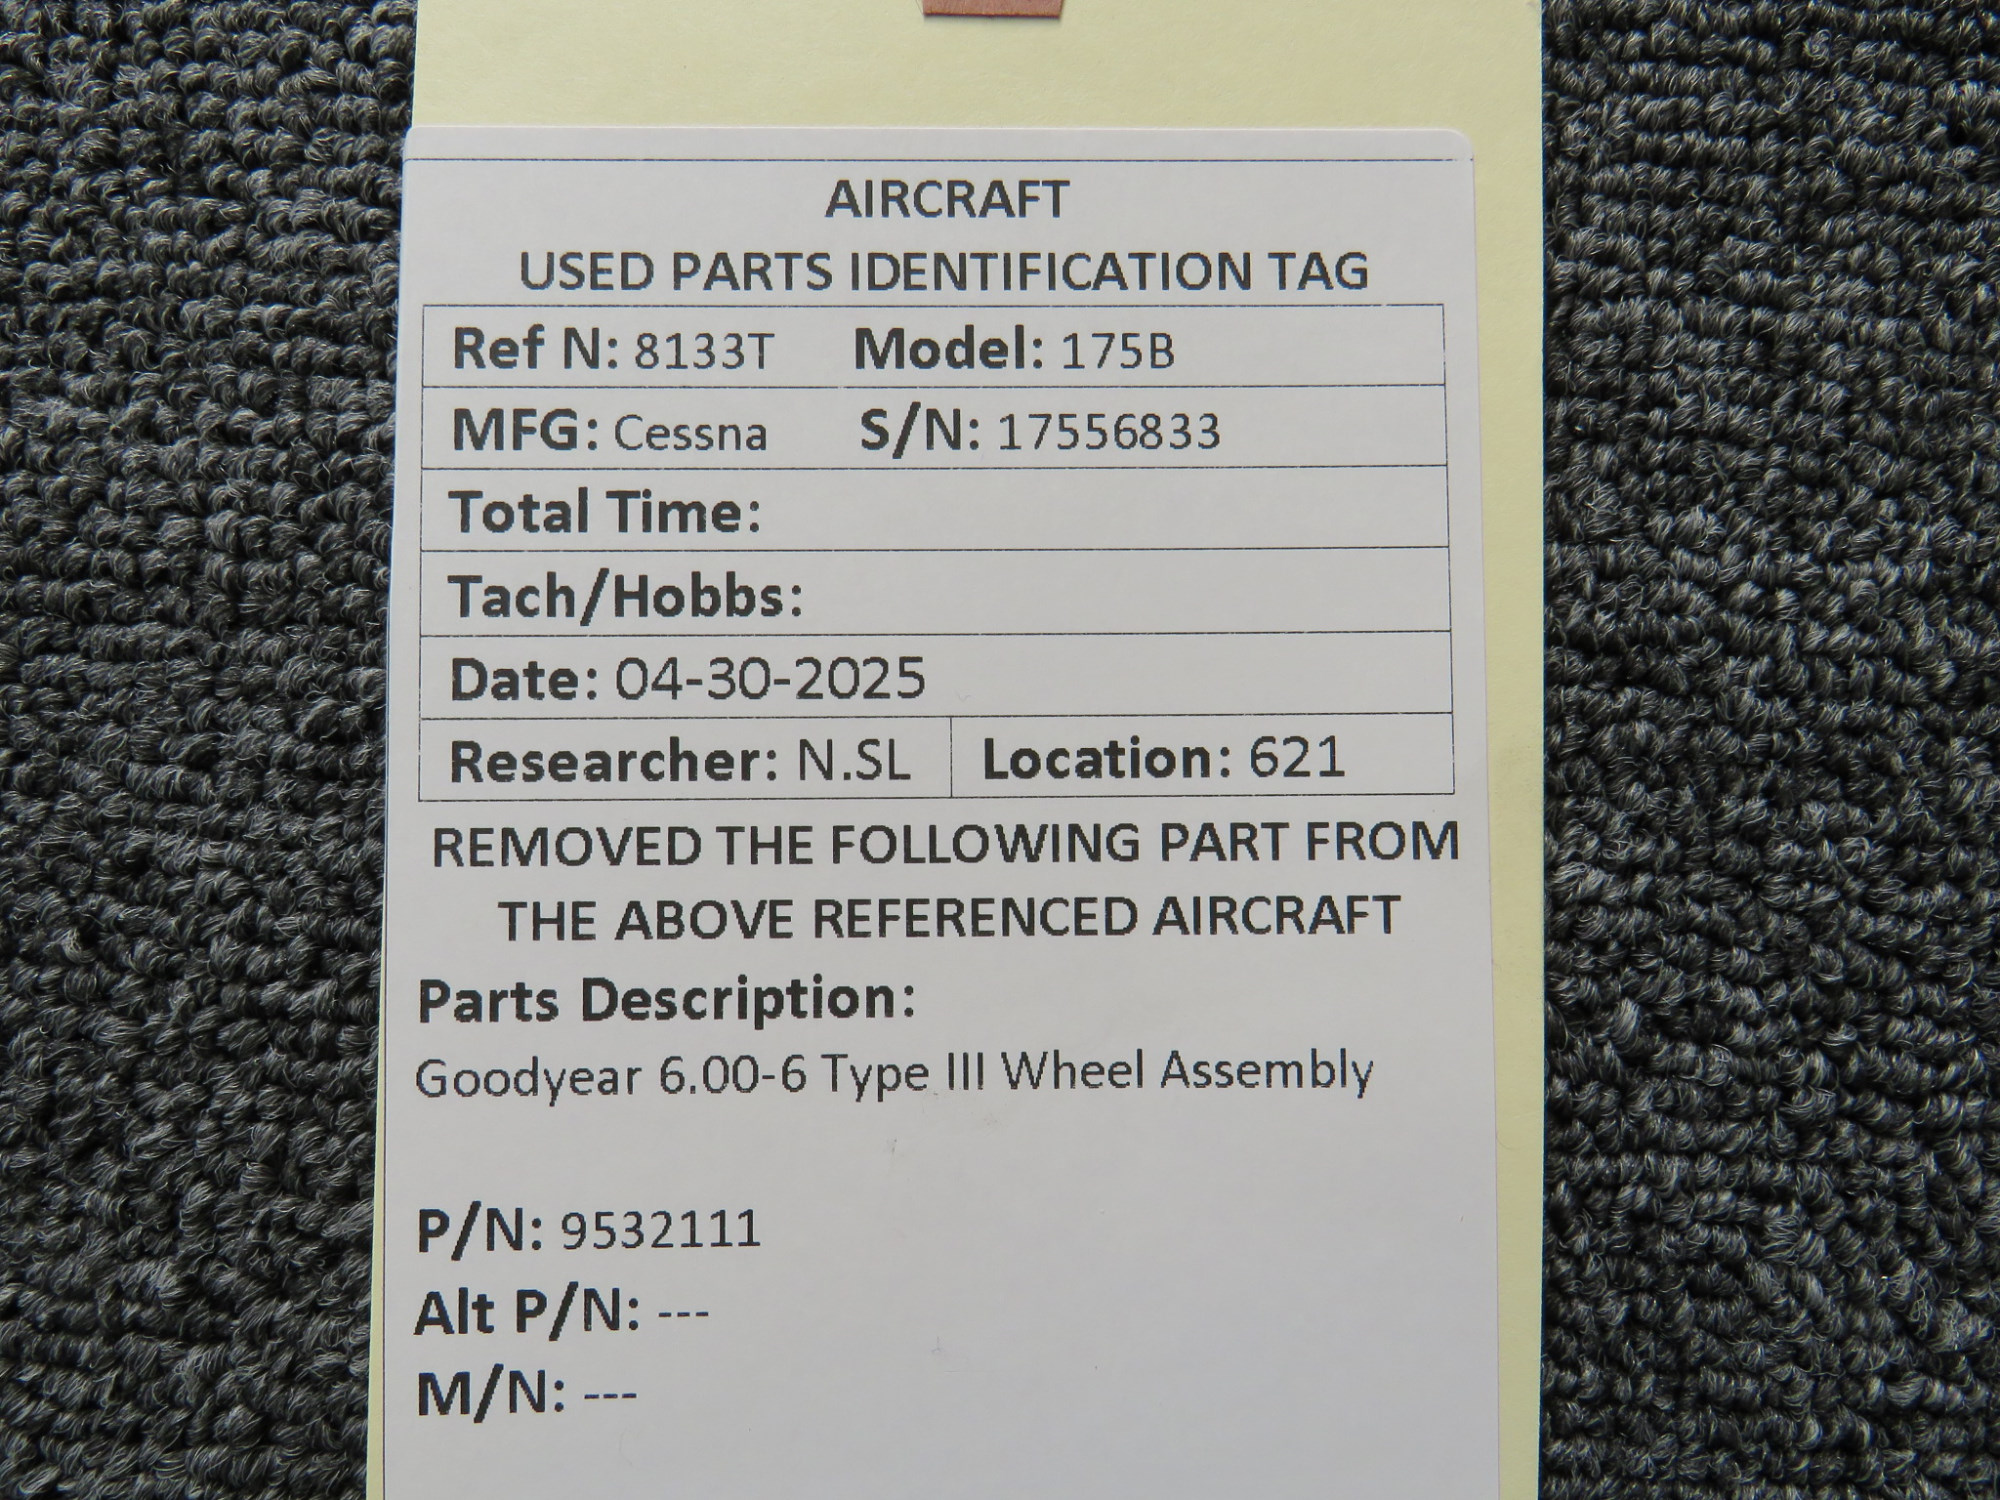 AIRCRAFT
USED PARTS IDENTIFICATION TAG
Ref N: 8133T Model: 175B
MFG: Cessna S/N: 17556833
Total Time:
Tach/Hobbs:
Date: 04-30-2025
Researcher: N.SL Location: 621
REMOVED THE FOLLOWING PART FROM
THE ABOVE REFERENCED AIRCRAFT
Parts Description:
Goodyear 6.00-6 Type III Wheel Assembly
P/N: 9532111
Alt P/N: ---
M/N: ---